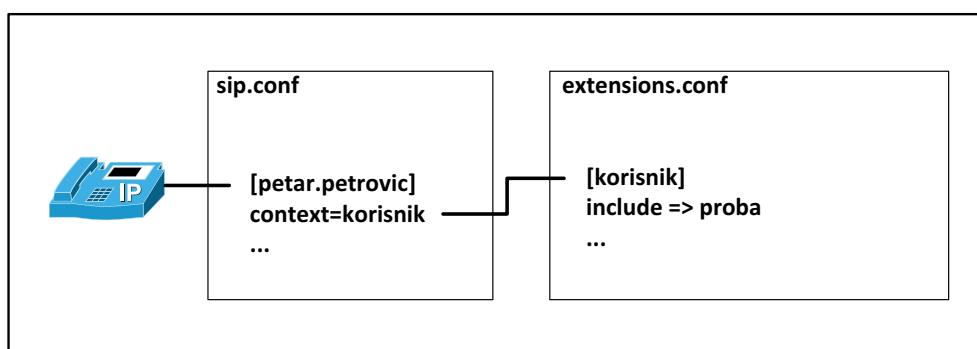 sip.conf
[petar.petrovic]
context=korisnik
...
extensions.conf
[korisnik]
include => proba
...
IP